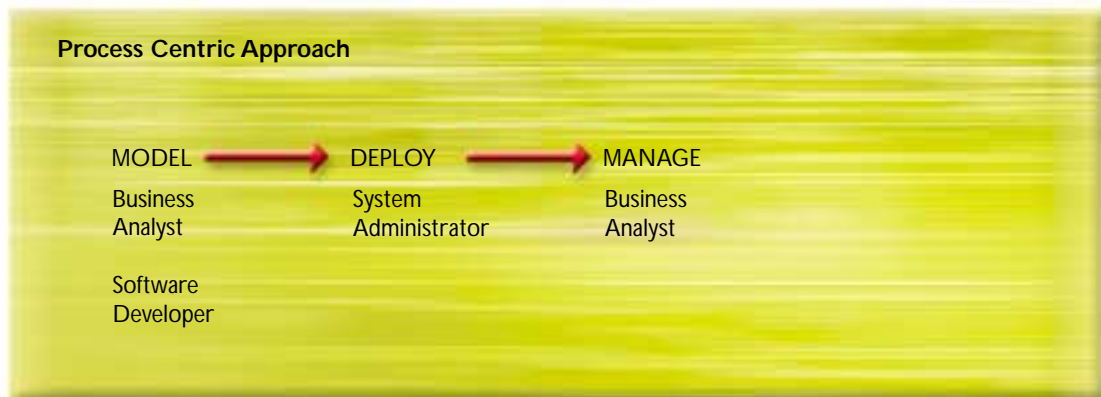 Process Centric Approach
MODEL DEPLOY MANAGE
Business Analyst
System Administrator
Business Analyst
Software Developer